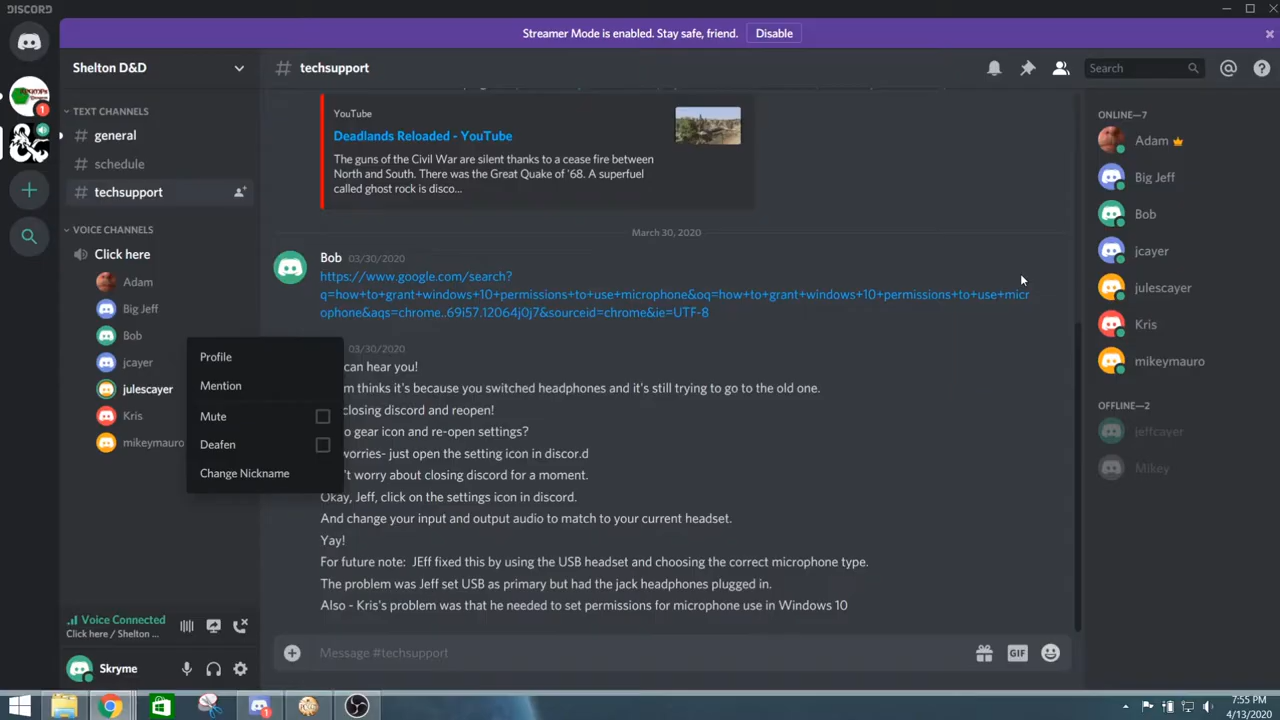 DISCORD
Streamer Mode is enabled. Stay safe, friend. Disable
Shelton D&D
# techsupport
Search
TEXT CHANNELS
# general
# schedule
# techsupport
VOICE CHANNELS
Click here
Adam
Big Jeff
Bob
jcayer
julescayer
Kris
mikeymauro
Profile
Mention
Mute
Deafen
Change Nickname
Voice Connected
Click here / Shelton ...
Skryme
YouTube
Deadlands Reloaded - YouTube
The guns of the Civil War are silent thanks to a cease fire between
North and South. There was the Great Quake of '68. A superfuel
called ghost rock is disco...
March 30, 2020
Bob 03/30/2020
https://www.google.com/search?
q=how+to+grant+windows+10+permissions+to+use+microphone&oq=how+to+grant+windows+10+permissions+to+use+micr
ophone&aqs=chrome..69i57.12064j0j7&sourceid=chrome&ie=UTF-8
03/30/2020
can hear you!
m thinks it's because you switched headphones and it's still trying to go to the old one.
closing discord and reopen!
o gear icon and re-open settings?
worries- just open the setting icon in discor.d
't worry about closing discord for a moment.
Okay, Jeff, click on the settings icon in discord.
And change your input and output audio to match to your current headset.
Yay!
For future note: JEff fixed this by using the USB headset and choosing the correct microphone type.
The problem was Jeff set USB as primary but had the jack headphones plugged in.
Also - Kris's problem was that he needed to set permissions for microphone use in Windows 10
Message #techsupport
GIF
ONLINE—7
Adam
Big Jeff
Bob
jcayer
julescayer
Kris
mikeymauro
OFFLINE—2
jeffcayer
Mikey
1
1
7:55 PM
4/13/2020